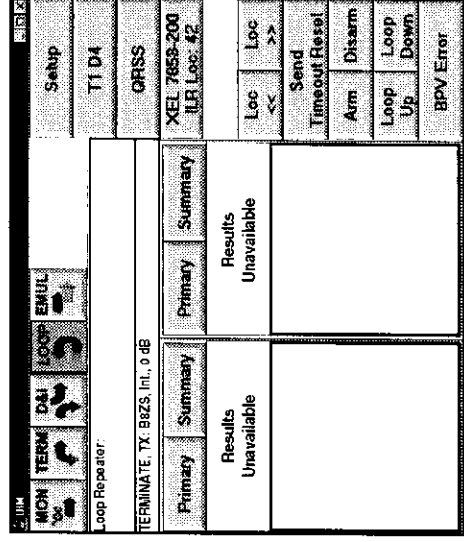 UIM
MON TERM D&I LOOP EMUL
Loop Repeater:
TERMINATE, TX: B8ZS, Int., 0 dB
Primary Summary Primary Summary
Results
Unavailable
Results
Unavailable
Setup
T1 D4
QRSS
XEL 7858-200
ILR Loc: 42
Loc
<<
Loc
>>
Send
Timeout Reset
Arm Disarm
Loop
Up
Loop
Down
BPV Error